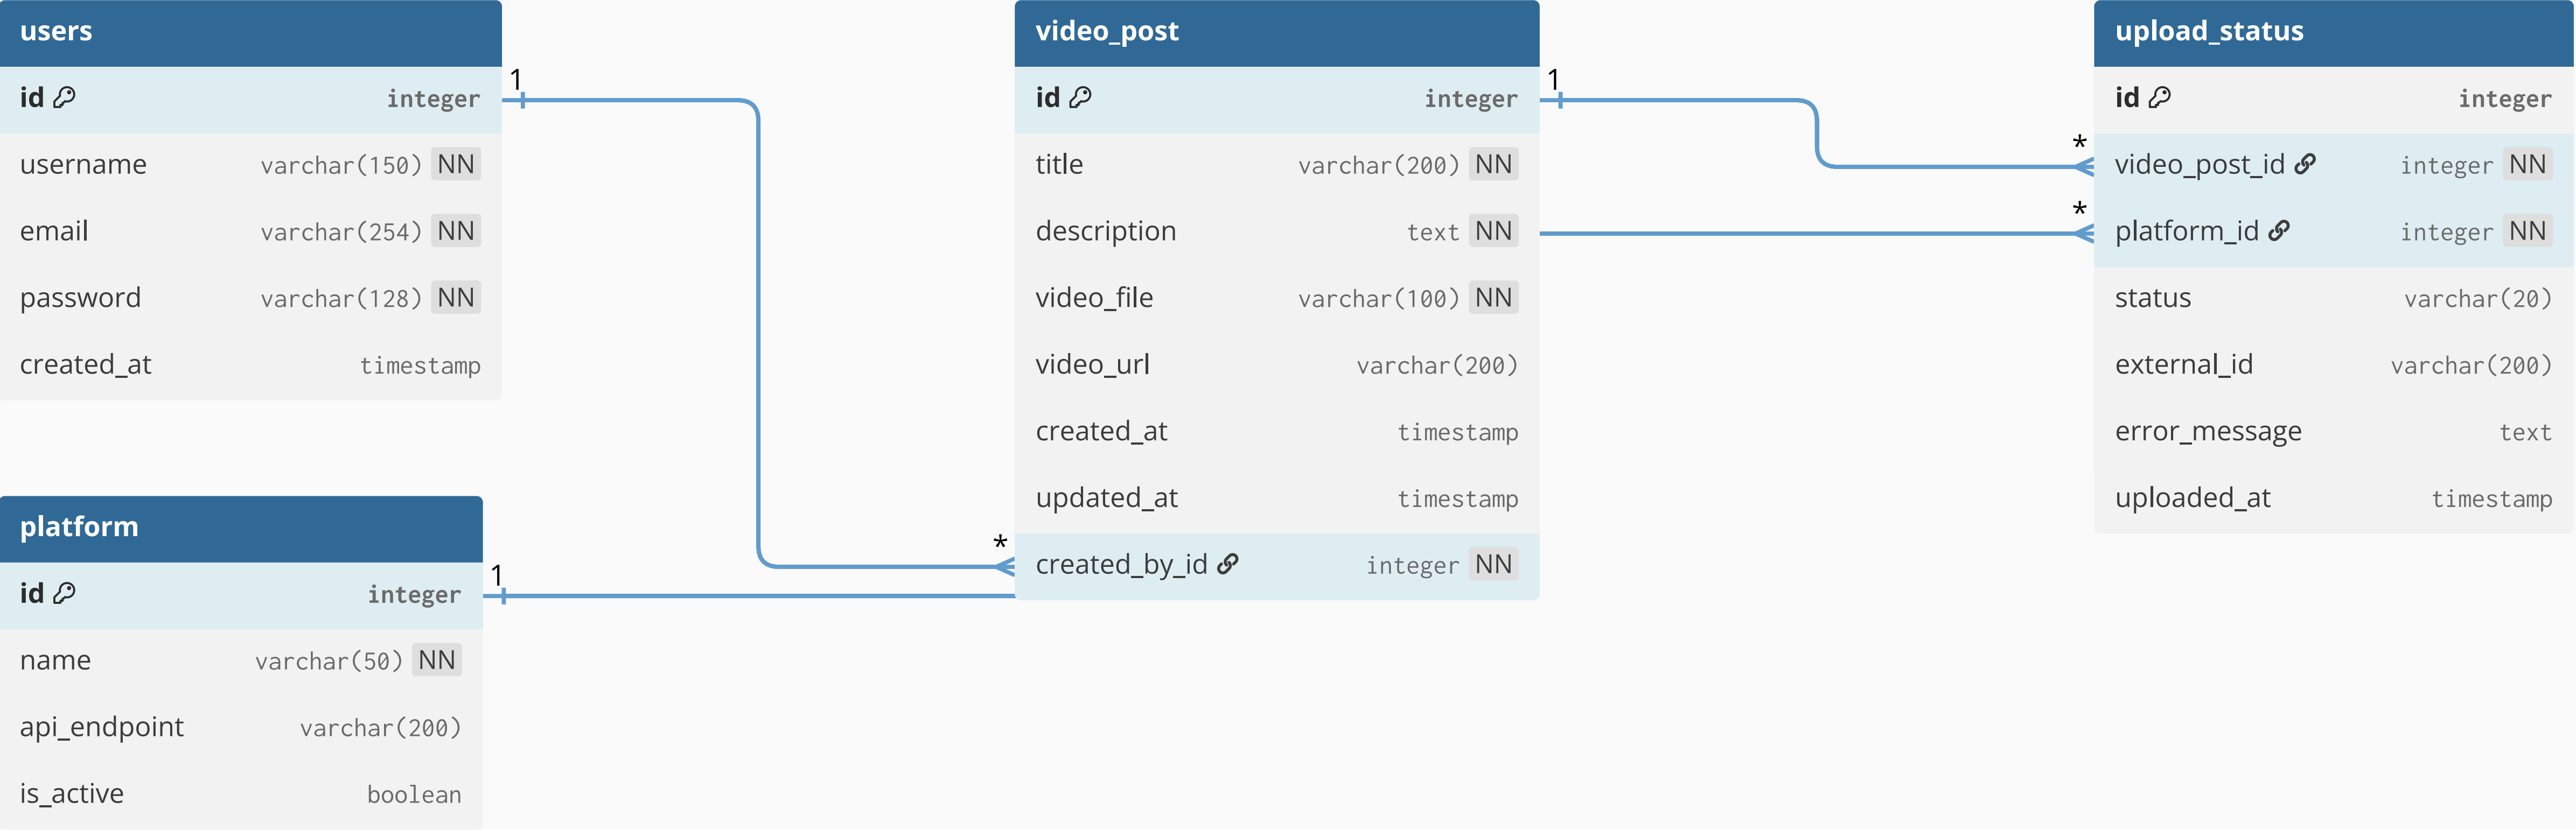 users
id integer
username varchar(150) NN
email varchar(254) NN
password varchar(128) NN
created_at timestamp
1
platform
id integer
name varchar(50) NN
api_endpoint varchar(200)
is_active boolean
1
video_post
id integer
title varchar(200) NN
description text NN
video_file varchar(100) NN
video_url varchar(200)
created_at timestamp
updated_at timestamp
created_by_id integer NN
*
1
upload_status
id integer
video_post_id integer NN
platform_id integer NN
status varchar(20)
external_id varchar(200)
error_message text
uploaded_at timestamp
*
*